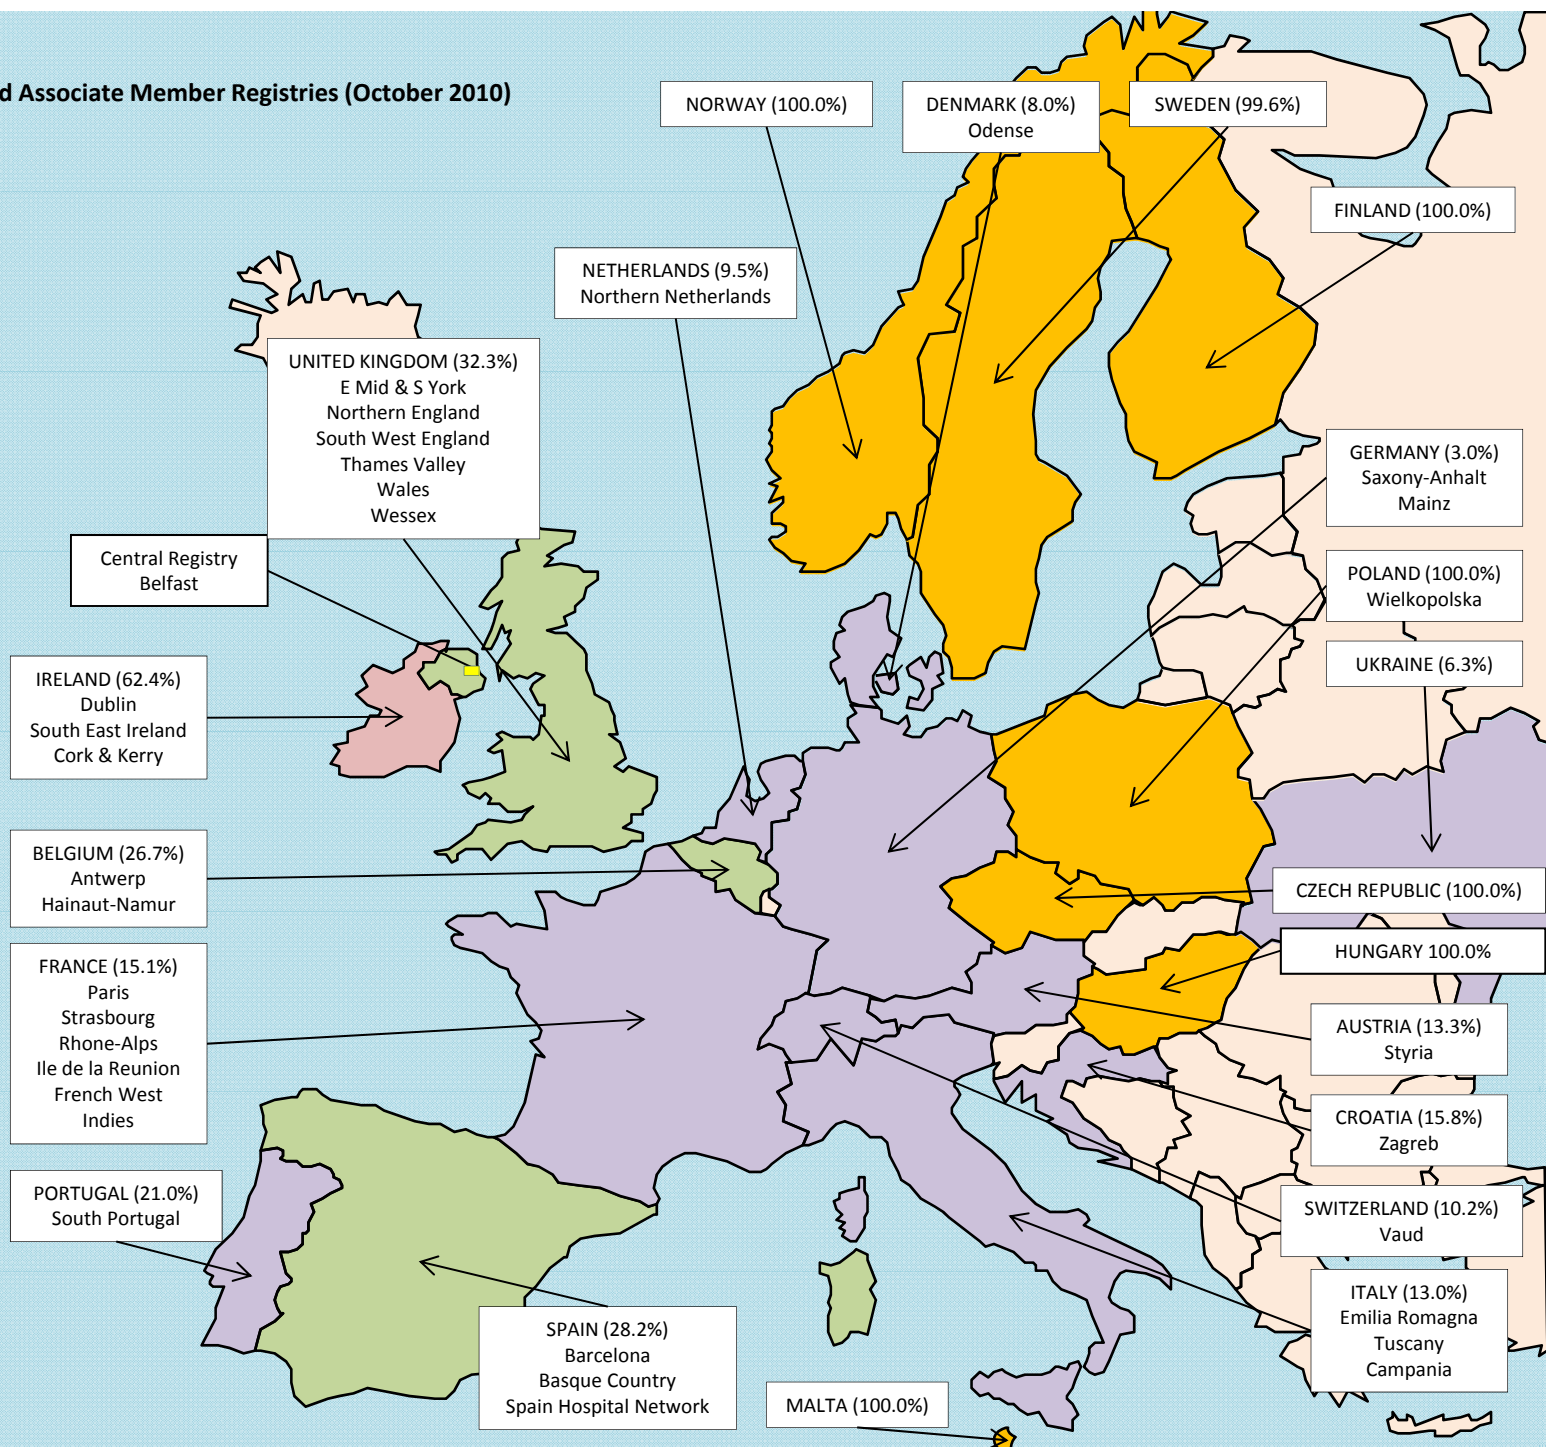 d Associate Member Registries (October 2010)
NORWAY (100.0%)
DENMARK (8.0%)
Odense
SWEDEN (99.6%)
FINLAND (100.0%)
NETHERLANDS (9.5%)
Northern Netherlands
UNITED KINGDOM (32.3%)
E Mid & S York
Northern England
South West England
Thames Valley
Wales
Wessex
GERMANY (3.0%)
Saxony-Anhalt
Mainz
Central Registry
Belfast
POLAND (100.0%)
Wielkopolska
UKRAINE (6.3%)
IRELAND (62.4%)
Dublin
South East Ireland
Cork & Kerry
BELGIUM (26.7%)
Antwerp
Hainaut-Namur
CZECH REPUBLIC (100.0%)
HUNGARY 100.0%
FRANCE (15.1%)
Paris
Strasbourg
Rhone-Alps
Ile de la Reunion
French West
Indies
AUSTRIA (13.3%)
Styria
CROATIA (15.8%)
Zagreb
PORTUGAL (21.0%)
South Portugal
SWITZERLAND (10.2%)
Vaud
ITALY (13.0%)
Emilia Romagna
Tuscany
Campania
SPAIN (28.2%)
Barcelona
Basque Country
Spain Hospital Network
MALTA (100.0%)